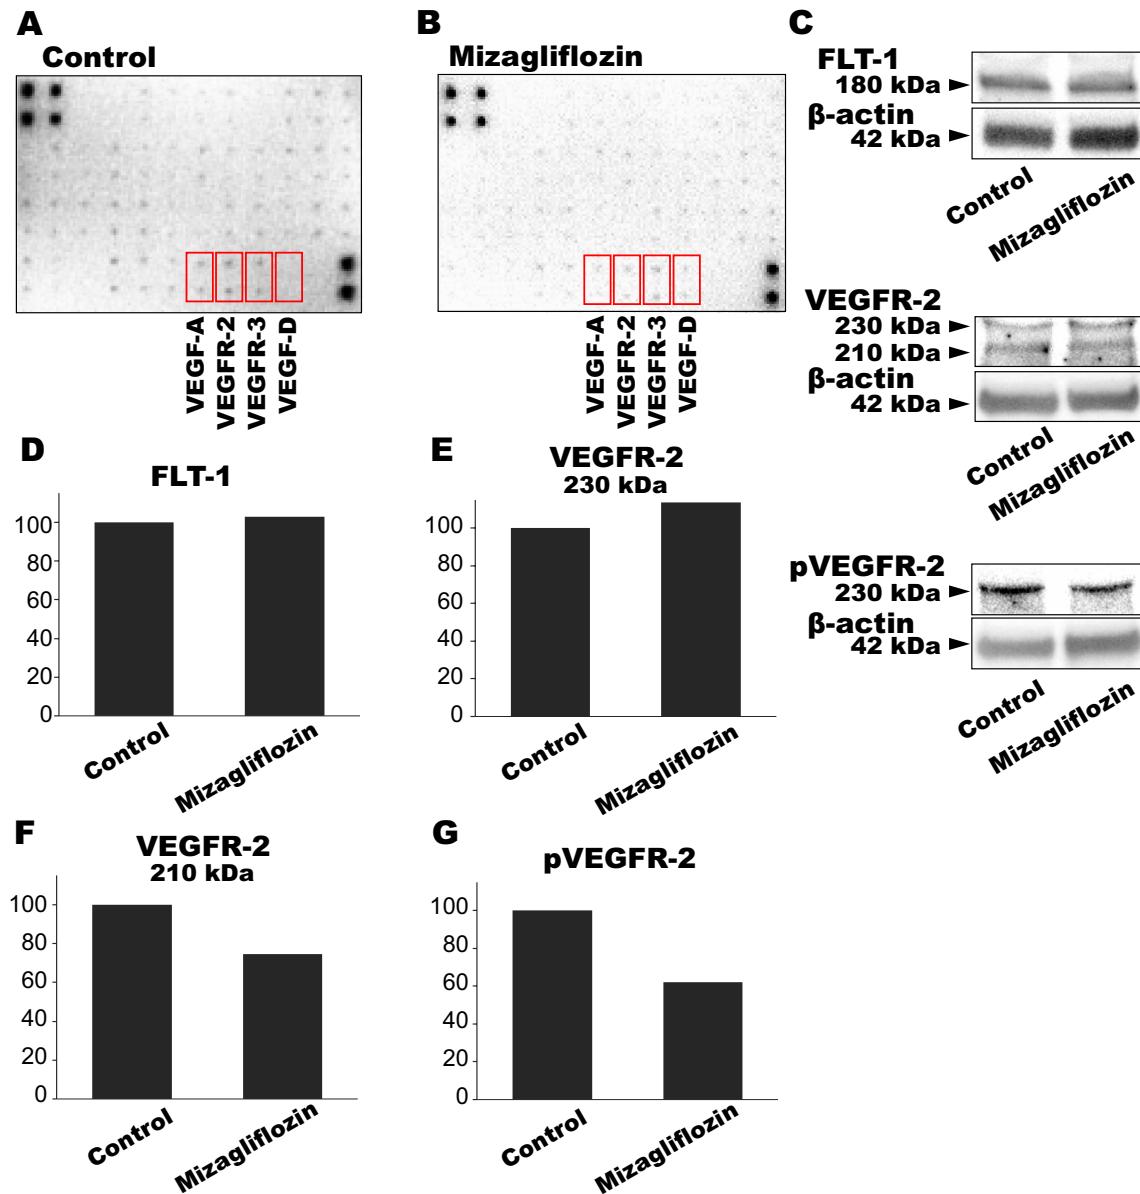 A
Control
B
Mizagliflozin
C
FLT-1
180 kDa
β-actin
42 kDa
Control
Mizagliflozin
VEGF-A
VEGFR-2
VEGFR-3
VEGF-D
VEGF-A
VEGFR-2
VEGFR-3
VEGF-D
VEGFR-2
230 kDa
210 kDa
β-actin
42 kDa
Control
Mizagliflozin
pVEGFR-2
230 kDa
β-actin
42 kDa
Control
Mizagliflozin
D
FLT-1
100
80
60
40
20
0
Control
Mizagliflozin
E
VEGFR-2
230 kDa
100
80
60
40
20
0
Control
Mizagliflozin
F
VEGFR-2
210 kDa
100
80
60
40
20
0
Control
Mizagliflozin
G
pVEGFR-2
100
80
60
40
20
0
Control
Mizagliflozin